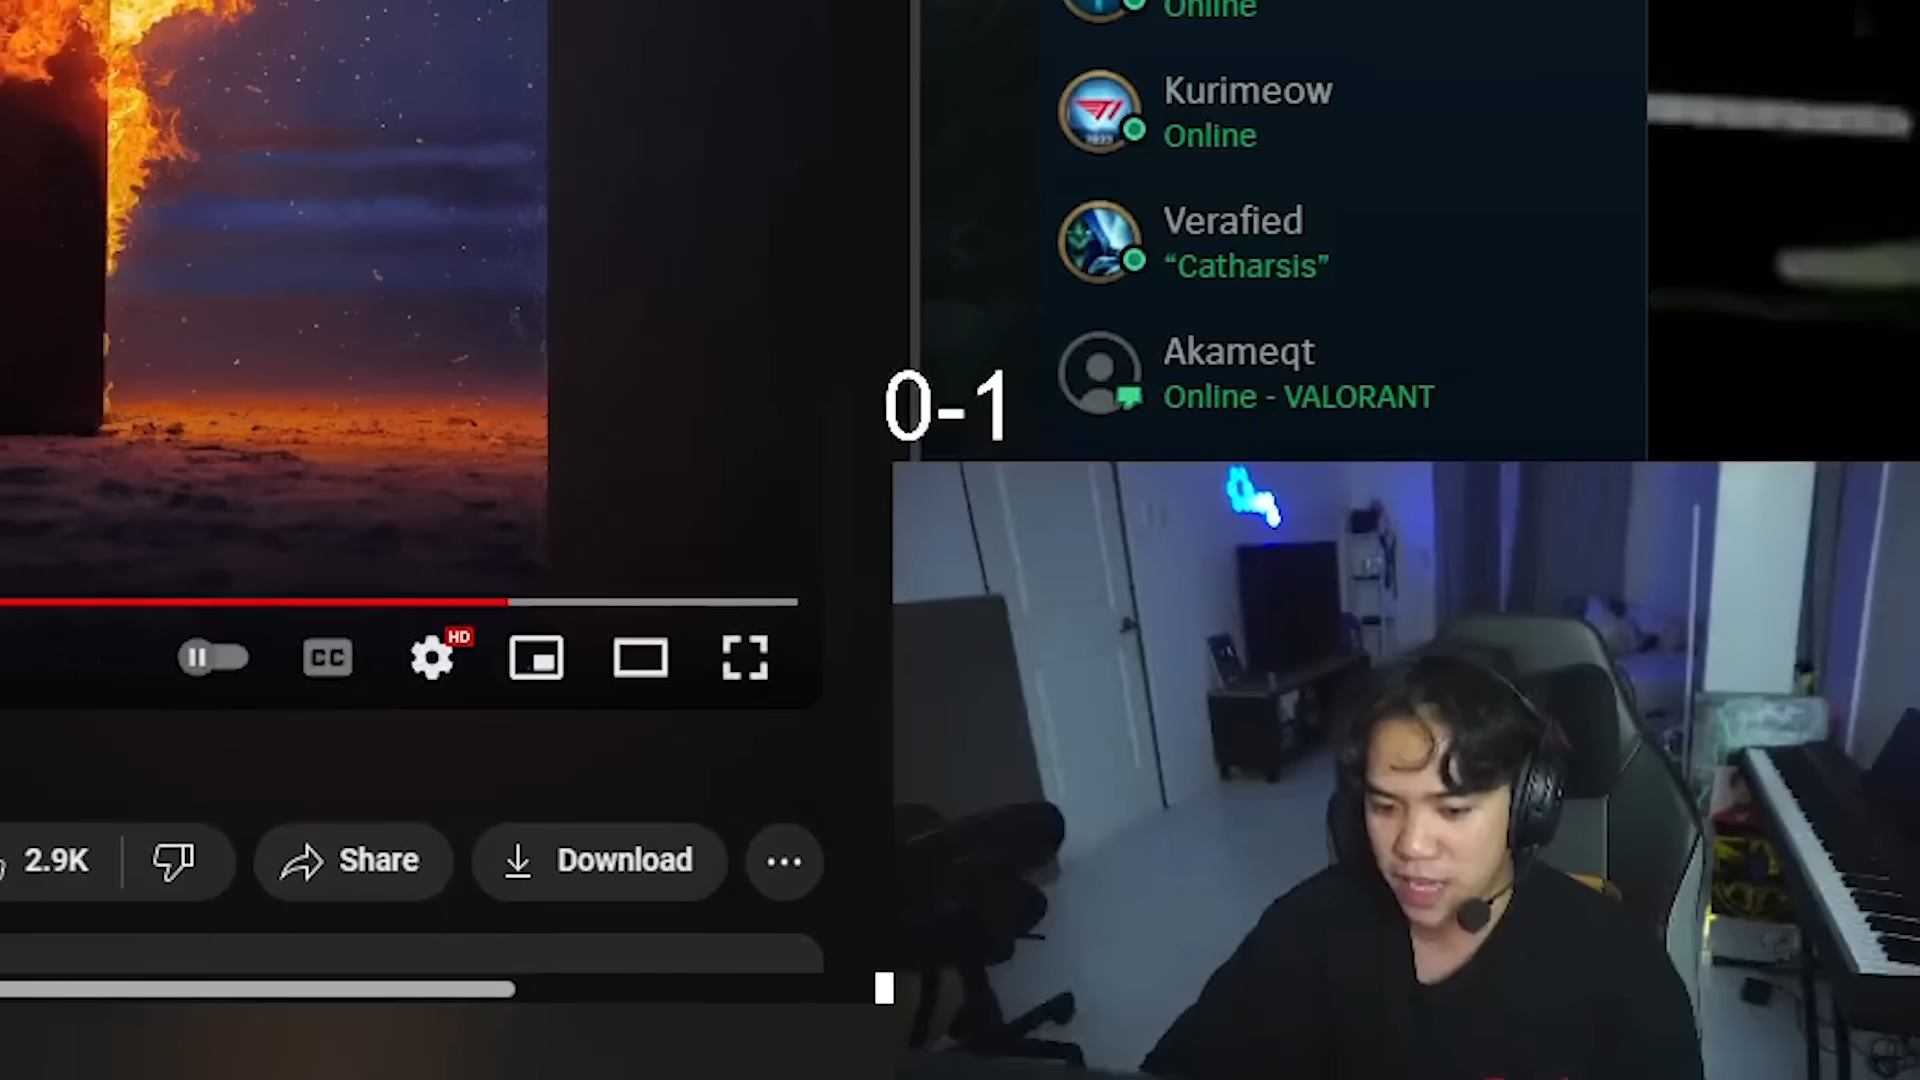 Online
Kurimeow
Online
Verafied
“Catharsis”
Akameqt
Online - VALORANT
0-1
HD
CC
2.9K
Share
Download